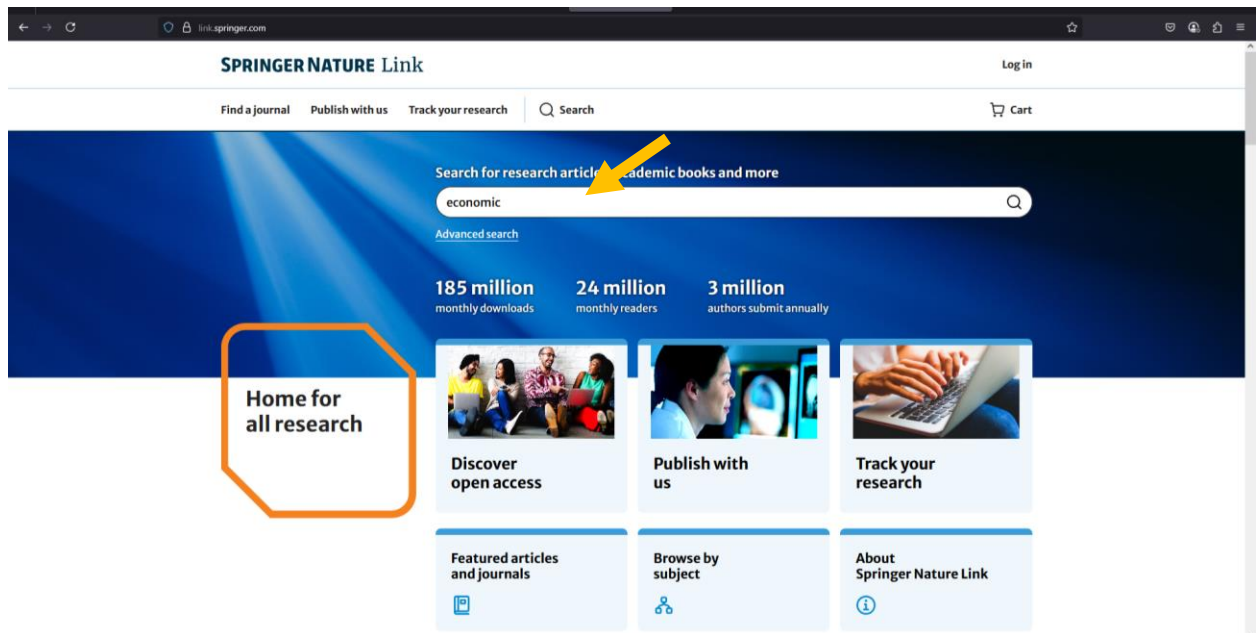 link.springer.com
SPRINGER NATURE Link
Log in
Find a journal Publish with us Track your research Search Cart
Search for research article academic books and more
economic
Advanced search
185 million 24 million 3 million
monthly downloads monthly readers authors submit annually
Home for
all research
Discover
open access
Publish with
us
Track your
research
Featured articles
and journals
Browse by
subject
About
Springer Nature Link